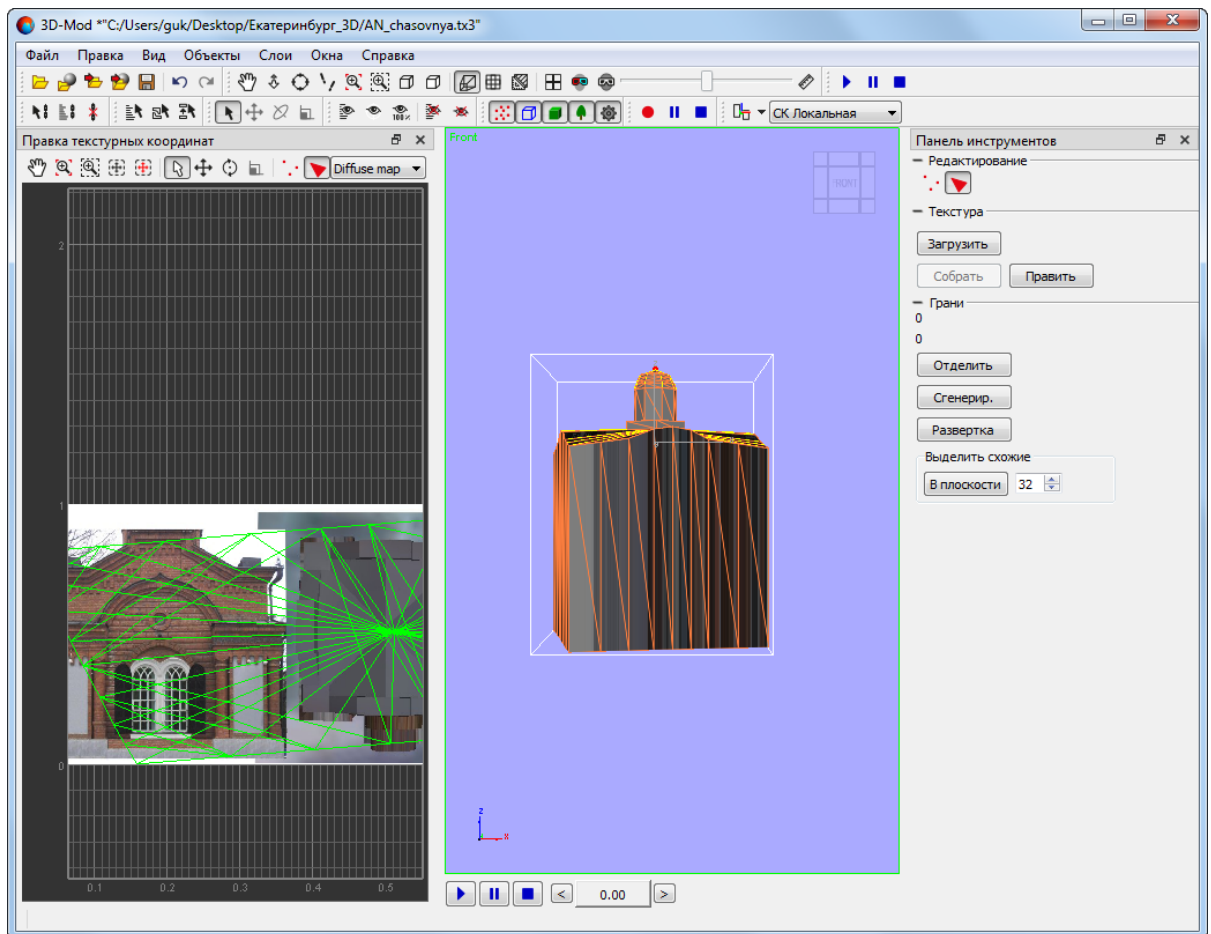 3D-Mod *"C:/Users/guk/Desktop/Екатеринбург_3D/AN_chasovnya.tx3"
Файл Правка Вид Объекты Слои Окна Справка
100%
СК Локальная
Правка текстурных координат
Diffuse map
2
1
0
0.1 0.2 0.3 0.4 0.5
Front
FRONT
z
x
0.00
Панель инструментов
Редактирование
Текстура
Загрузить
Собрать Править
Грани
0
0
Отделить
Сгенерир.
Развертка
Выделить схожие
В плоскости 32